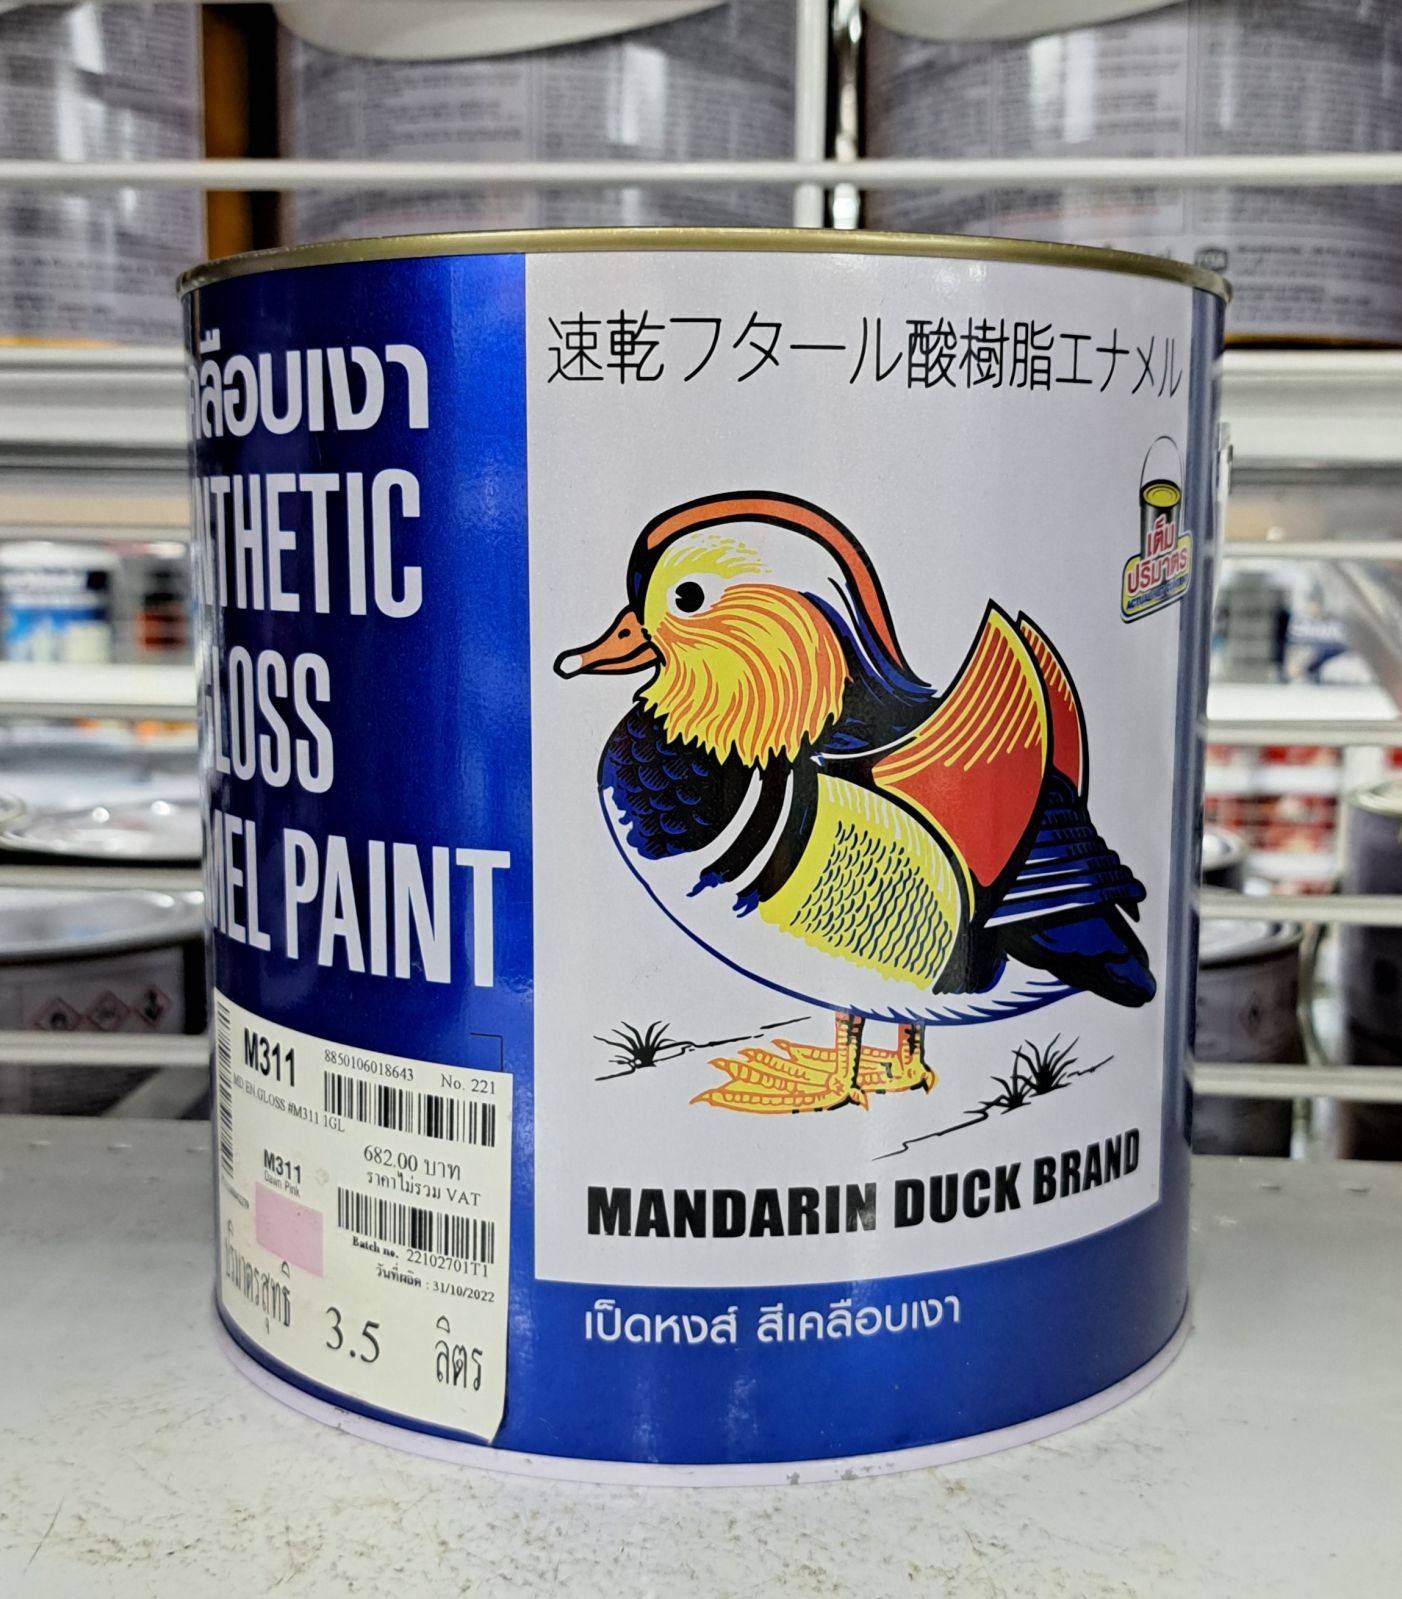 เคลือบเงา
NTHETIC
LOSS
MEL PAINT
速乾フタール酸樹脂エナメル
เต็ม
ปริมาตร
M311
8850106018643 No. 221
MD EN.GLOSS #M311 1GL
682.00 บาท
ราคาไม่รวม VAT
M311
Dawn Pink
Batch no. 22102701T1
วันที่ผลิต : 31/10/2022
ปริมาตรสุทธิ 3.5 ลิตร
MANDARIN DUCK BRAND
เป็ดหงส์ สีเคลือบเงา